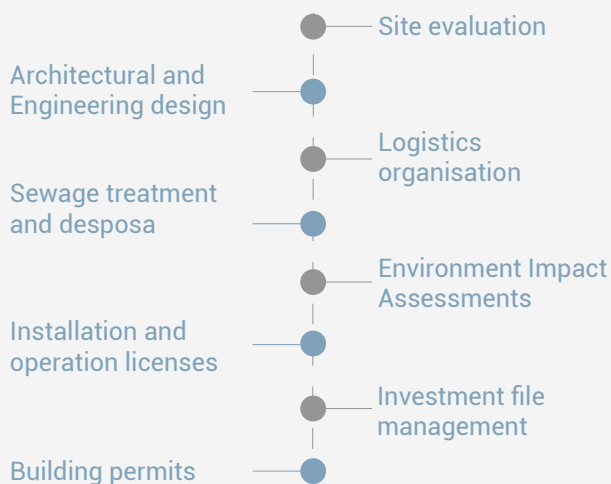 Site evaluation
Architectural and
Engineering design
Logistics
organisation
Sewage treatment
and desposa
Environment Impact
Assessments
Installation and
operation licenses
Investment file
management
Building permits